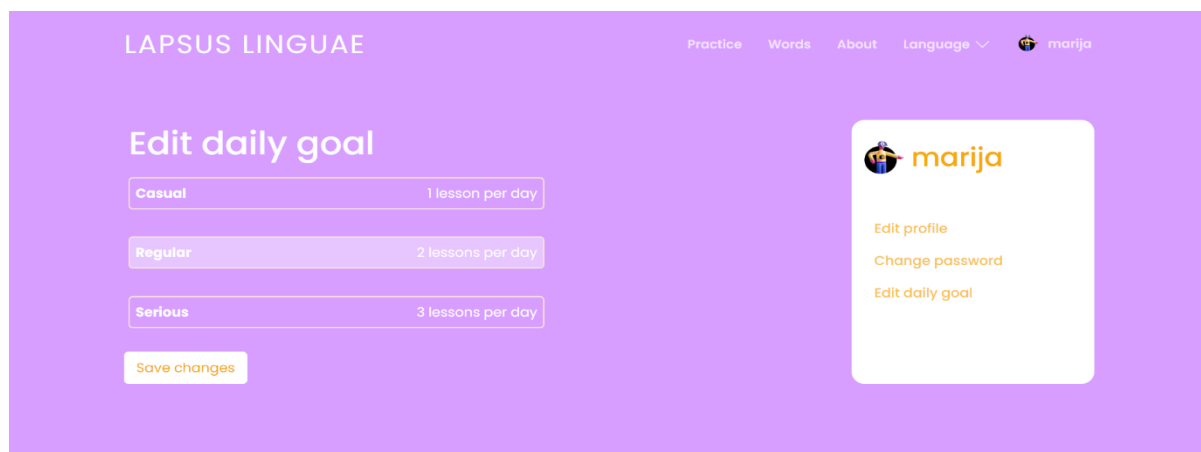 LAPSUS LINGUAE
Practice Words About Language marija
Edit daily goal
Casual 1 lesson per day
Regular 2 lessons per day
Serious 3 lessons per day
Save changes
marija
Edit profile
Change password
Edit daily goal